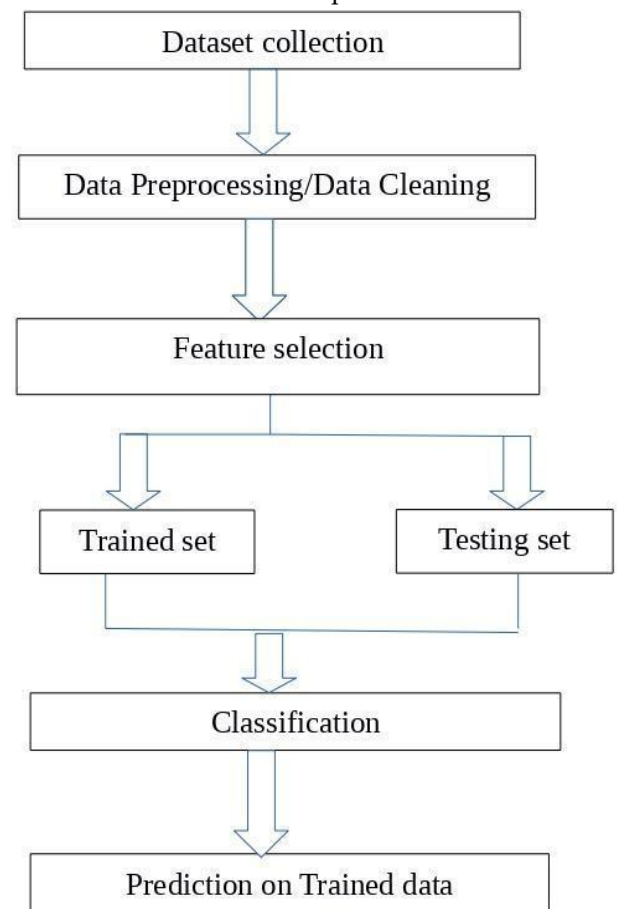 Dataset collection
Data Preprocessing/Data Cleaning
Feature selection
Trained set
Testing set
Classification
Prediction on Trained data